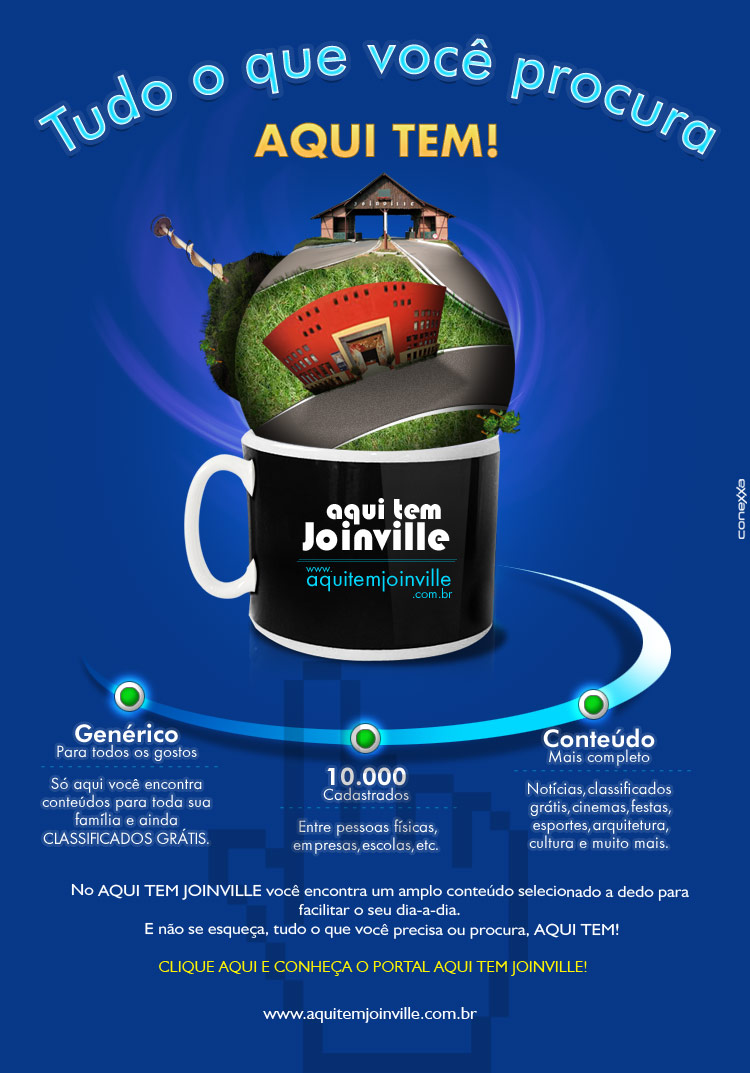 Tudo o que você procura
AQUI TEM!
Joinville
aqui tem
Joinville
www.
aquitemjoinville
.com.br
conexxa
Genérico
Para todos os gostos
Só aqui você encontra
conteúdos para toda sua
família e ainda
CLASSIFICADOS GRÁTIS.
10.000
Cadastrados
Entre pessoas físicas,
empresas, escolas, etc.
Conteúdo
Mais completo
Notícias, classificados
grátis, cinemas, festas,
esportes, arquitetura,
cultura e muito mais.
No AQUI TEM JOINVILLE você encontra um amplo conteúdo selecionado a dedo para
facilitar o seu dia-a-dia.
E não se esqueça, tudo o que você precisa ou procura, AQUI TEM!
CLIQUE AQUI E CONHEÇA O PORTAL AQUI TEM JOINVILLE!
www.aquitemjoinville.com.br